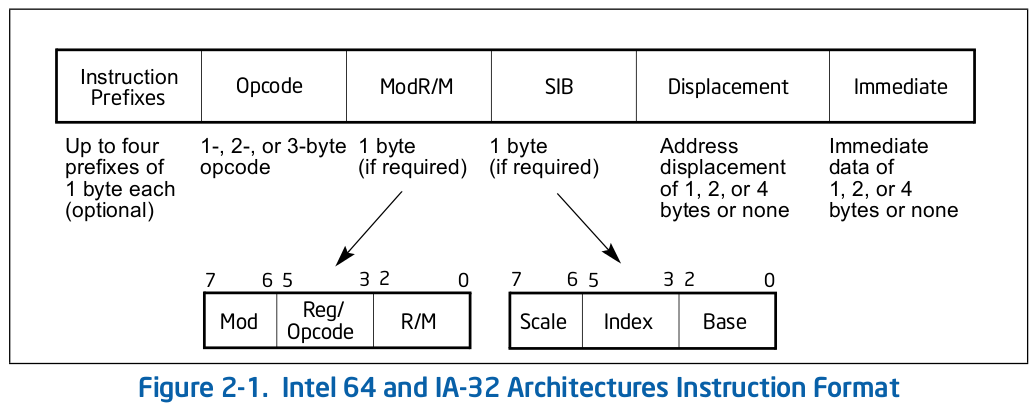 Instruction Prefixes
Opcode
ModR/M
SIB
Displacement
Immediate
Up to four
prefixes of
1 byte each
(optional)
1-, 2-, or 3-byte
opcode
1 byte
(if required)
1 byte
(if required)
Address
displacement
of 1, 2, or 4
bytes or none
Immediate
data of
1, 2, or 4
bytes or none
7 6 5 3 2 0
Mod
Reg/
Opcode
R/M
7 6 5 3 2 0
Scale
Index
Base
Figure 2-1. Intel 64 and IA-32 Architectures Instruction Format